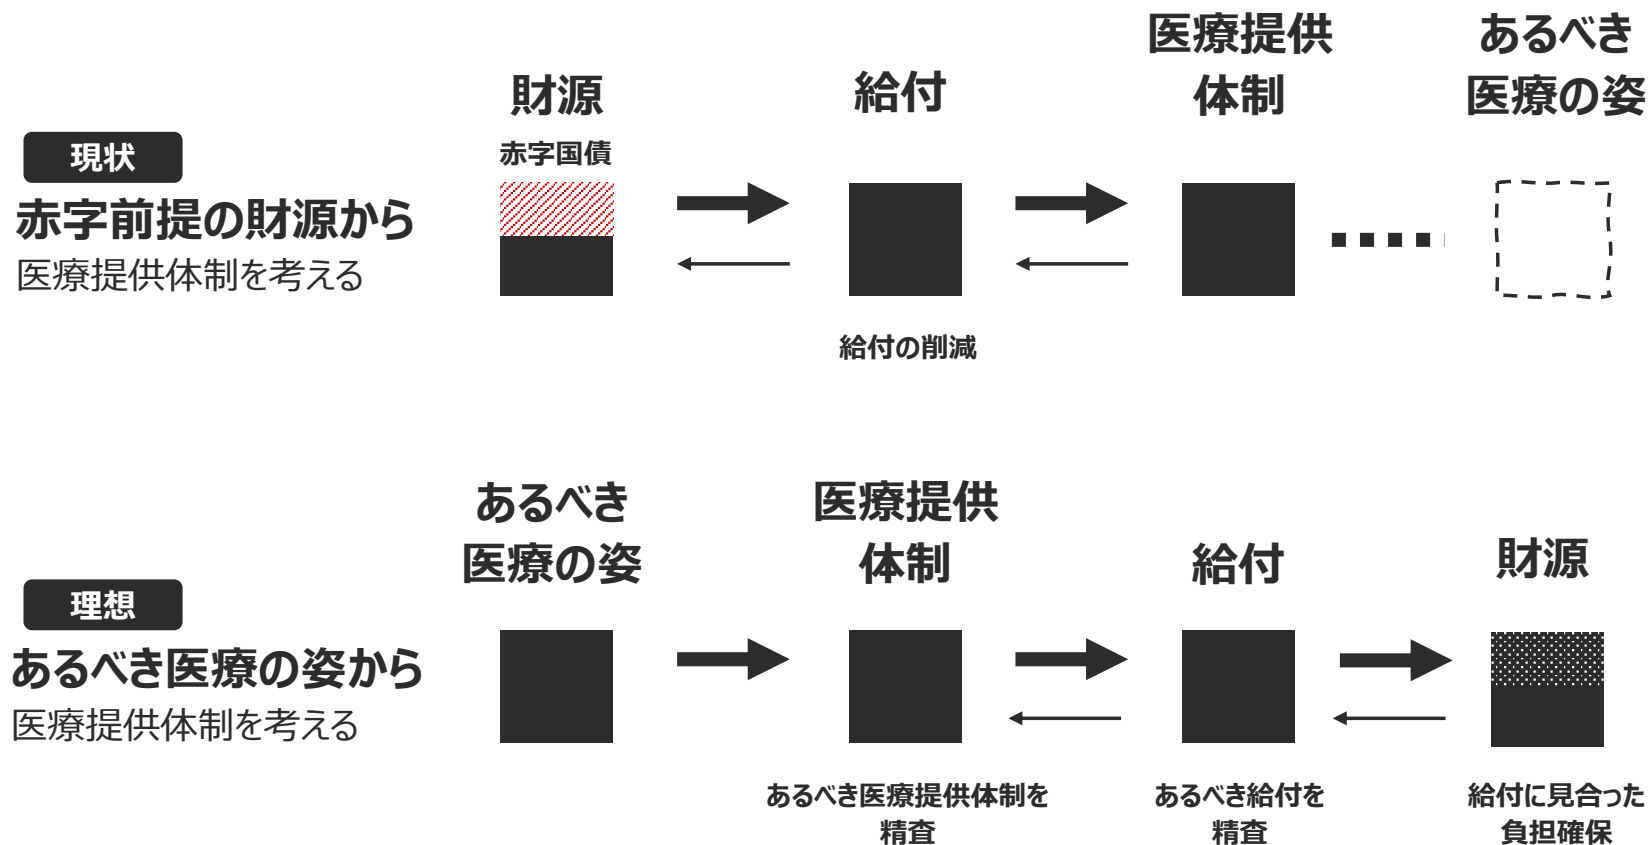 現状
赤字前提の財源から
医療提供体制を考える
財源
赤字国債
給付
給付の削減
医療提供
体制
あるべき
医療の姿
理想
あるべき医療の姿から
医療提供体制を考える
あるべき
医療の姿
医療提供
体制
あるべき医療提供体制を
精査
給付
あるべき給付を
精査
財源
給付に見合った
負担確保